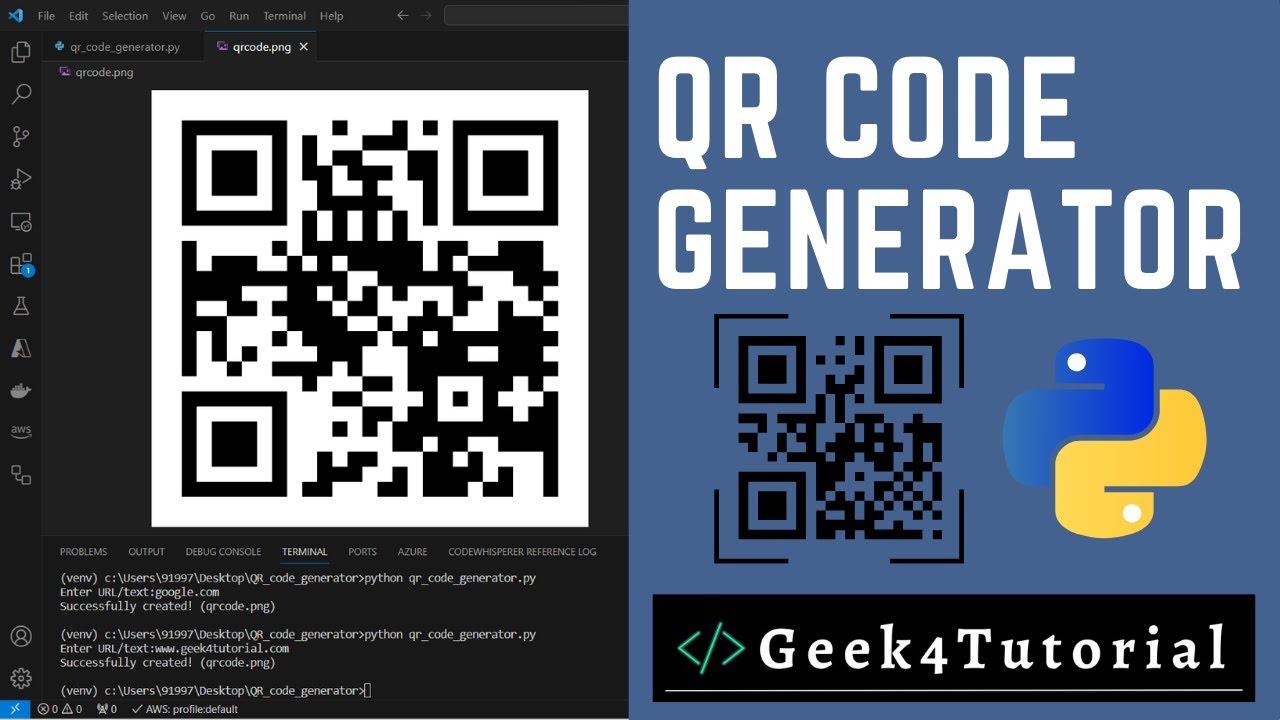 File Edit Selection View Go Run Terminal Help
qr_code_generator.py qrcode.png
qrcode.png
1
aws
PROBLEMS OUTPUT DEBUG CONSOLE TERMINAL PORTS AZURE CODEWHISPERER REFERENCE LOG
(venv) c:\Users\91997\Desktop\QR_code_generator>python qr_code_generator.py
Enter URL/text:google.com
Successfully created! (qrcode.png)
(venv) c:\Users\91997\Desktop\QR_code_generator>python qr_code_generator.py
Enter URL/text:www.geek4tutorial.com
Successfully created! (qrcode.png)
(venv) c:\Users\91997\Desktop\QR_code_generator>
0 0 0 AWS: profile:default
QR CODE
GENERATOR
</> Geek4Tutorial